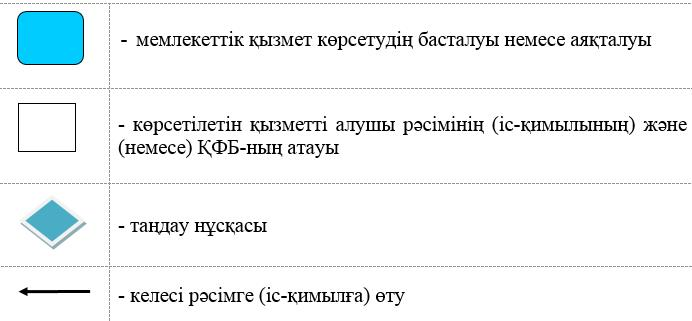 - мемлекеттік қызмет көрсетудің басталуы немесе аяқталуы
- көрсетілетін қызметті алушы рәсімінің (іс-қимылының) және
(немесе) ҚФБ-ның атауы
- таңдау нұсқасы
- келесі рәсімге (іс-қимылға) өту